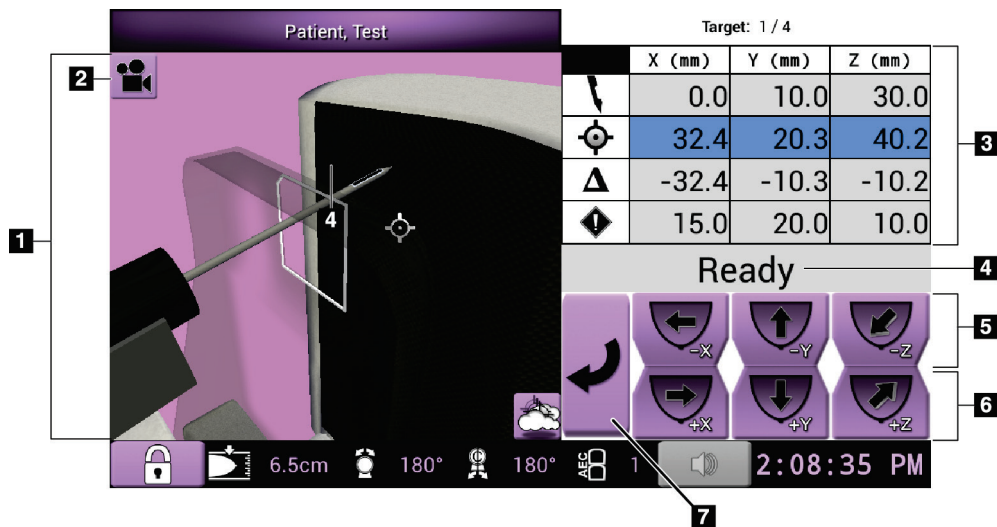 Patient, Test
Target: 1 / 4
X (mm) Y (mm) Z (mm)
0.0 10.0 30.0
32.4 20.3 40.2
Δ -32.4 -10.3 -10.2
! 15.0 20.0 10.0
Ready
-X -Y -Z
+X +Y +Z
4
6.5cm 180° C 180° AEC 1 2:08:35 PM
1
2
3
4
5
6
7